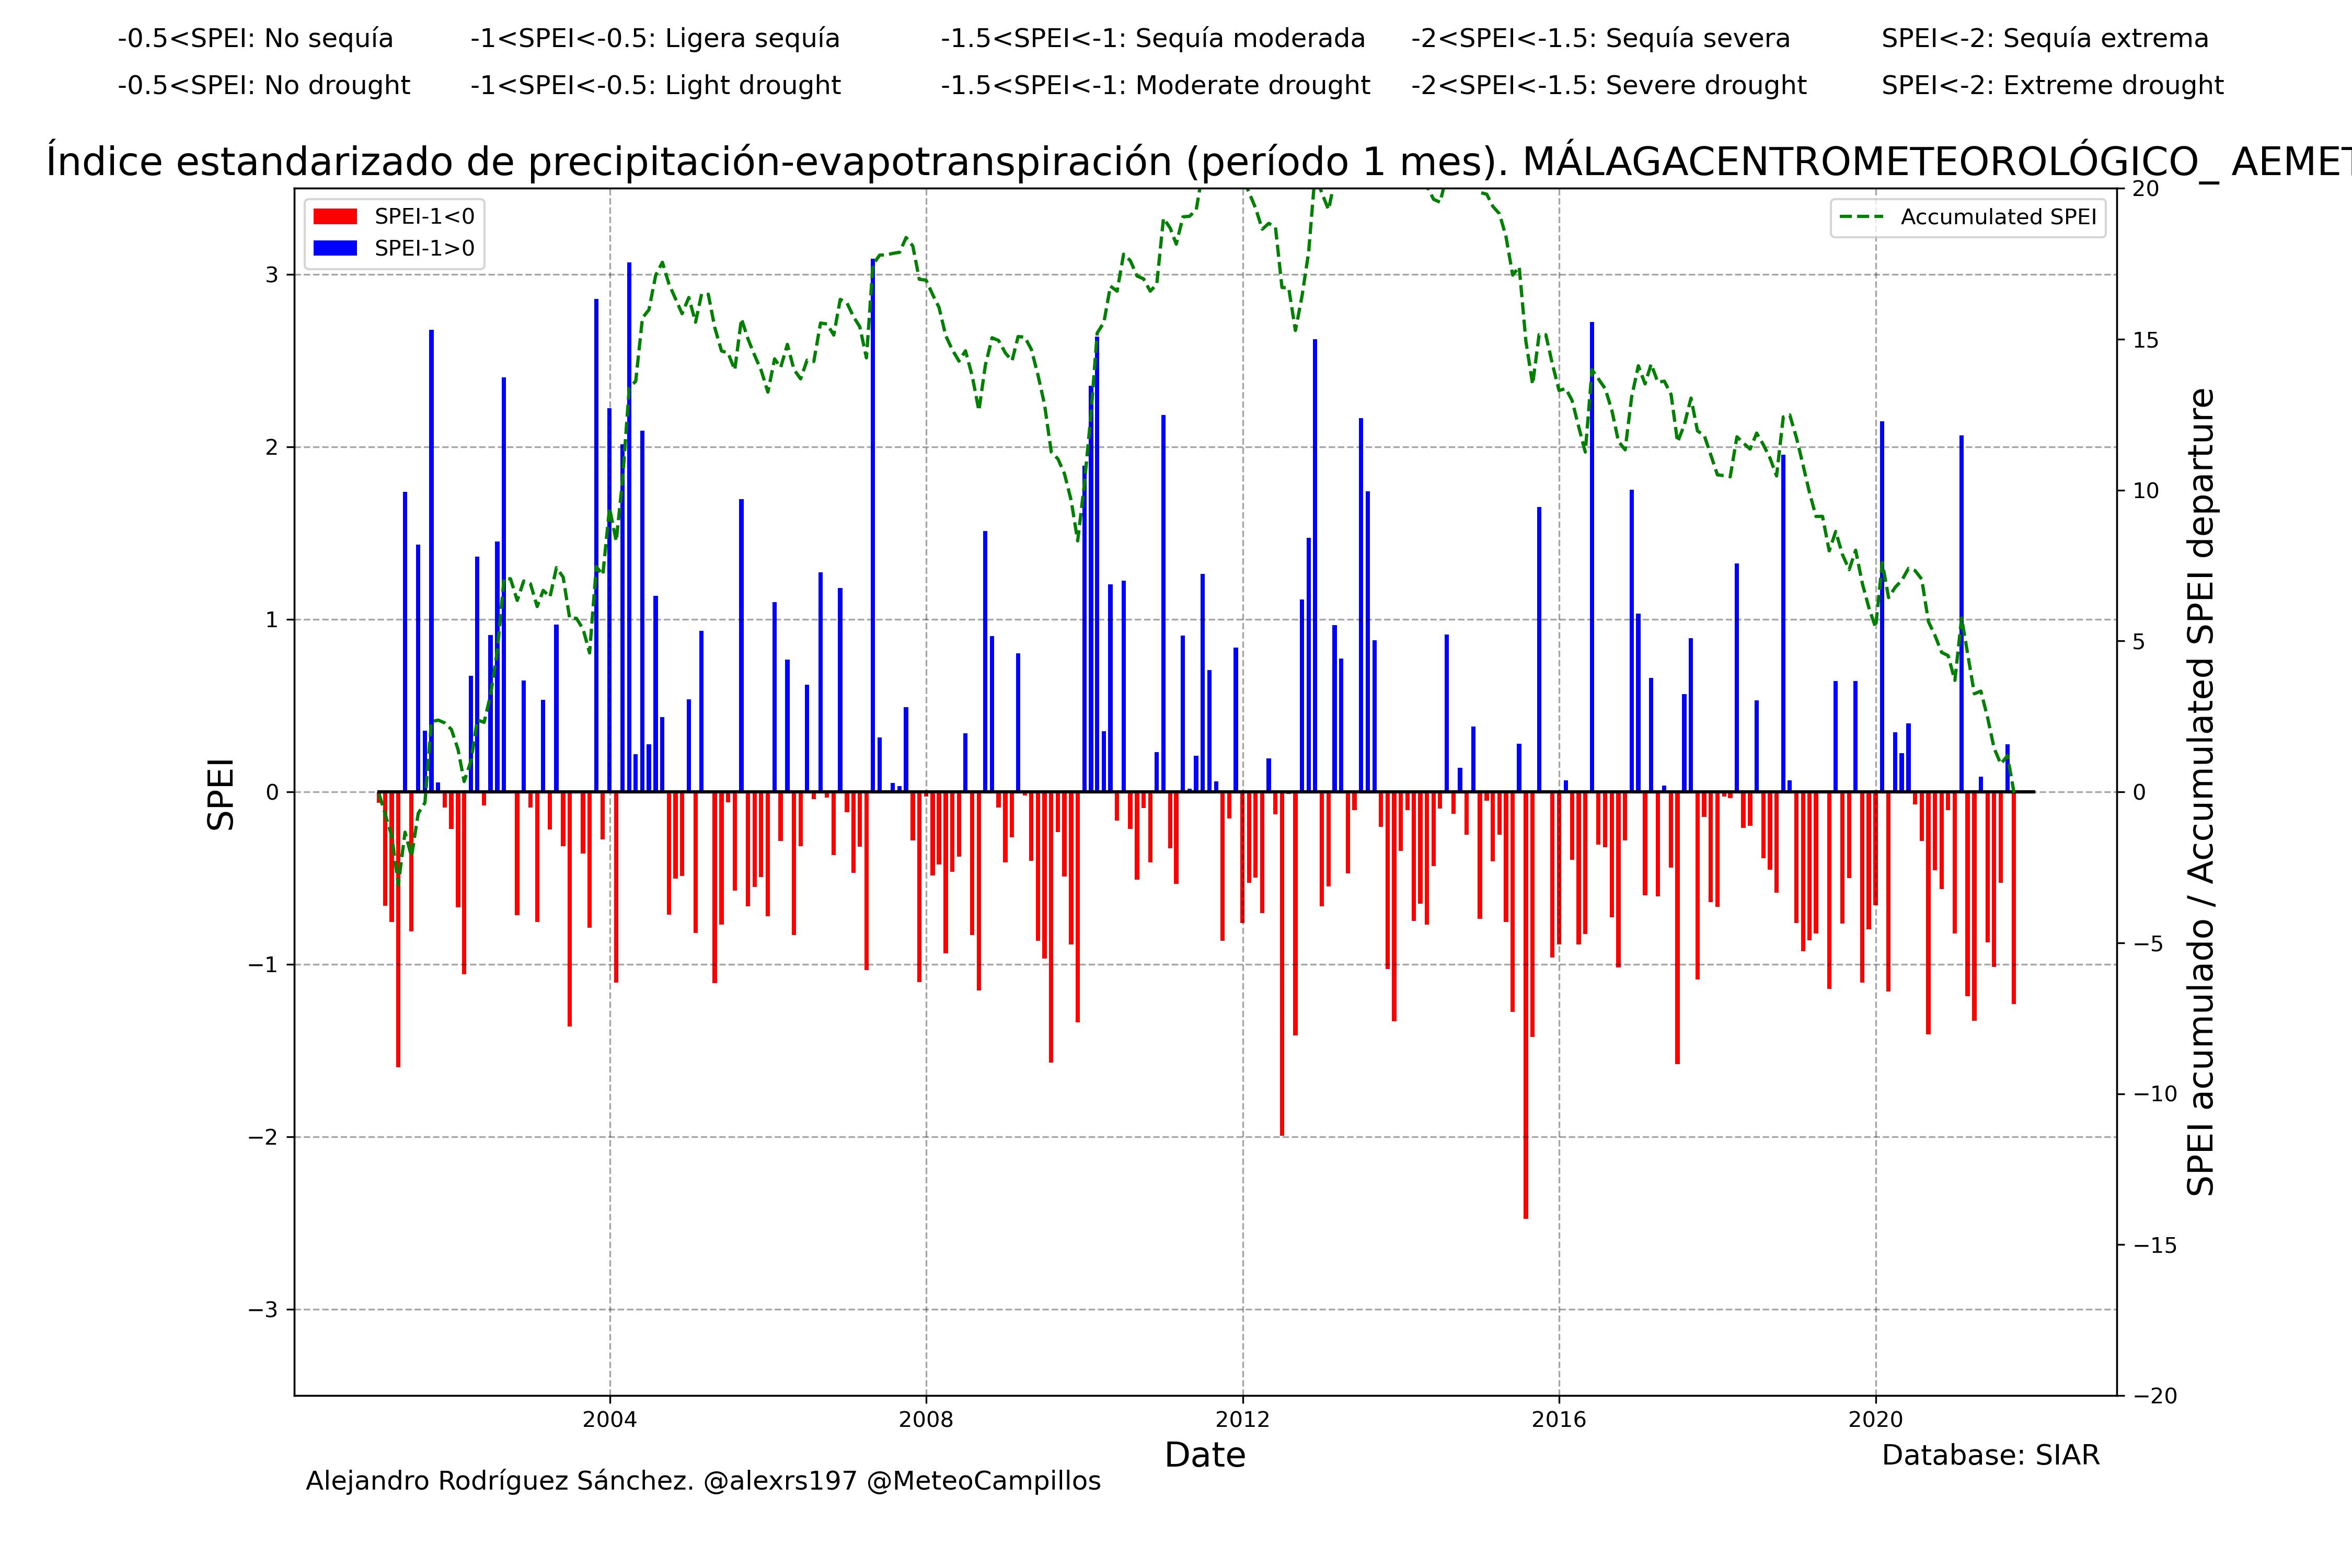 -0.5<SPEI: No sequía -1<SPEI<-0.5: Ligera sequía -1.5<SPEI<-1: Sequía moderada -2<SPEI<-1.5: Sequía severa SPEI<-2: Sequía extrema
-0.5<SPEI: No drought -1<SPEI<-0.5: Light drought -1.5<SPEI<-1: Moderate drought -2<SPEI<-1.5: Severe drought SPEI<-2: Extreme drought
Índice estandarizado de precipitación-evapotranspiración (período 1 mes). MÁLAGACENTROMETEOROLÓGICO_ AEMET
SPEI-1<0
SPEI-1>0
Accumulated SPEI
SPEI
3
2
1
0
−1
−2
−3
20
15
10
5
0
−5
−10
−15
−20
SPEI acumulado / Accumulated SPEI departure
2004 2008 2012 2016 2020
Date
Database: SIAR
Alejandro Rodríguez Sánchez. @alexrs197 @MeteoCampillos